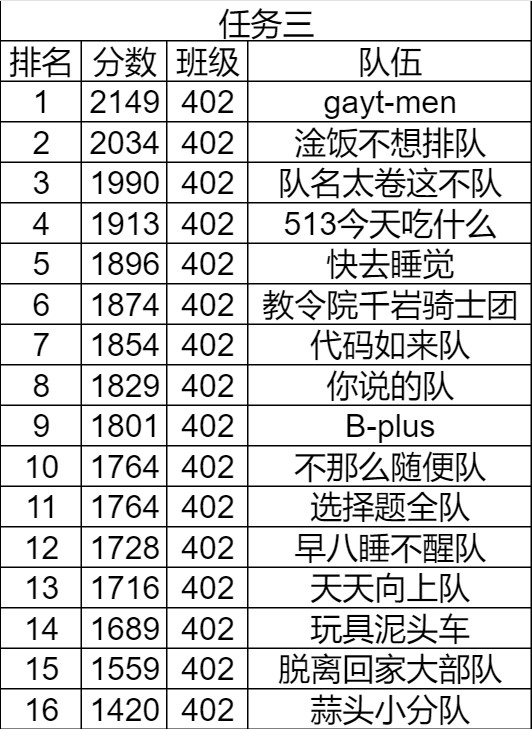 任务三
排名 分数 班级 队伍
1 2149 402 gayt-men
2 2034 402 淦饭不想排队
3 1990 402 队名太卷这不队
4 1913 402 513今天吃什么
5 1896 402 快去睡觉
6 1874 402 教令院千岩骑士团
7 1854 402 代码如来队
8 1829 402 你说的队
9 1801 402 B-plus
10 1764 402 不那么随便队
11 1764 402 选择题全队
12 1728 402 早八睡不醒队
13 1716 402 天天向上队
14 1689 402 玩具泥头车
15 1559 402 脱离回家大部队
16 1420 402 蒜头小分队